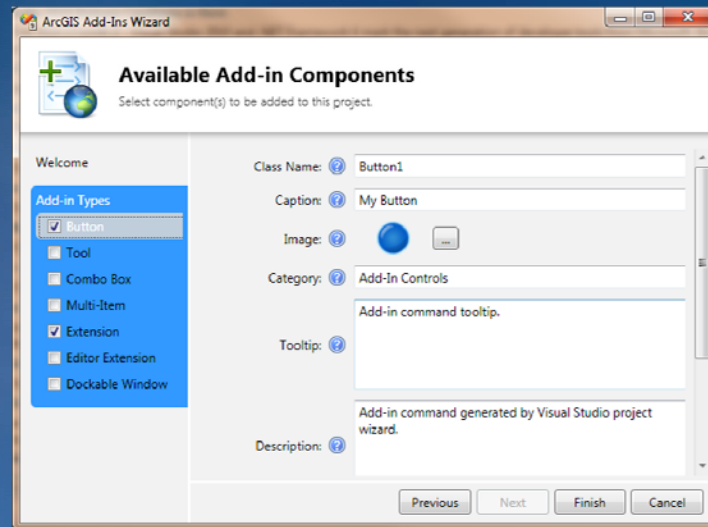 ArcGIS Add-Ins Wizard
Available Add-in Components
Select component(s) to be added to this project.
Welcome
Add-in Types
Button
Tool
Combo Box
Multi-Item
Extension
Editor Extension
Dockable Window
Class Name: Button1
Caption: My Button
Image: ...
Category: Add-In Controls
Tooltip: Add-in command tooltip.
Description: Add-in command generated by Visual Studio project
wizard.
Previous Next Finish Cancel